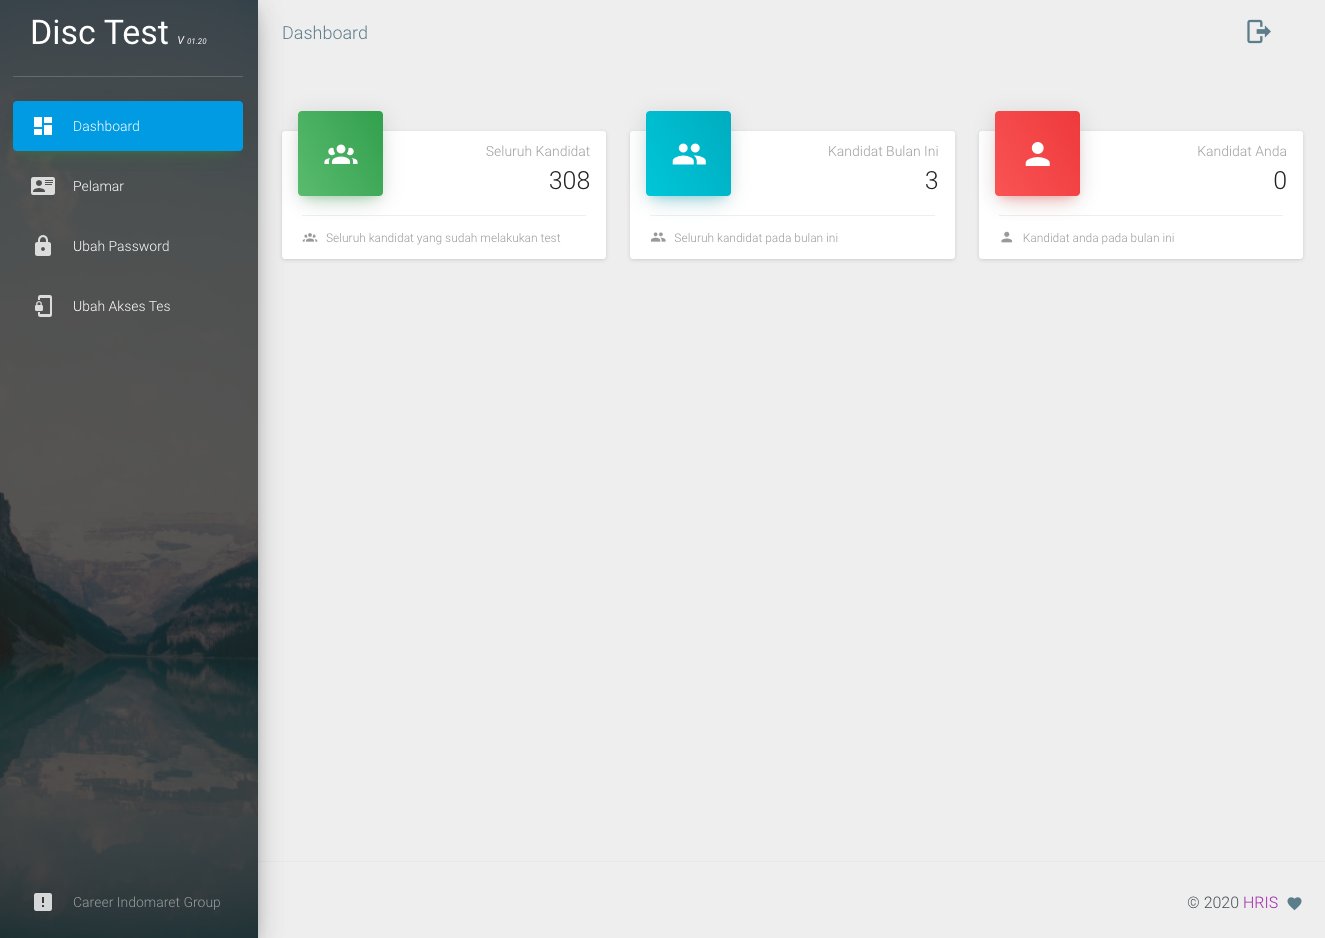 Disc Test V 01.20
Dashboard
Pelamar
Ubah Password
Ubah Akses Tes
Career Indomaret Group
Dashboard
Seluruh Kandidat
308
Seluruh kandidat yang sudah melakukan test
Kandidat Bulan Ini
3
Seluruh kandidat pada bulan ini
Kandidat Anda
0
Kandidat anda pada bulan ini
© 2020 HRIS